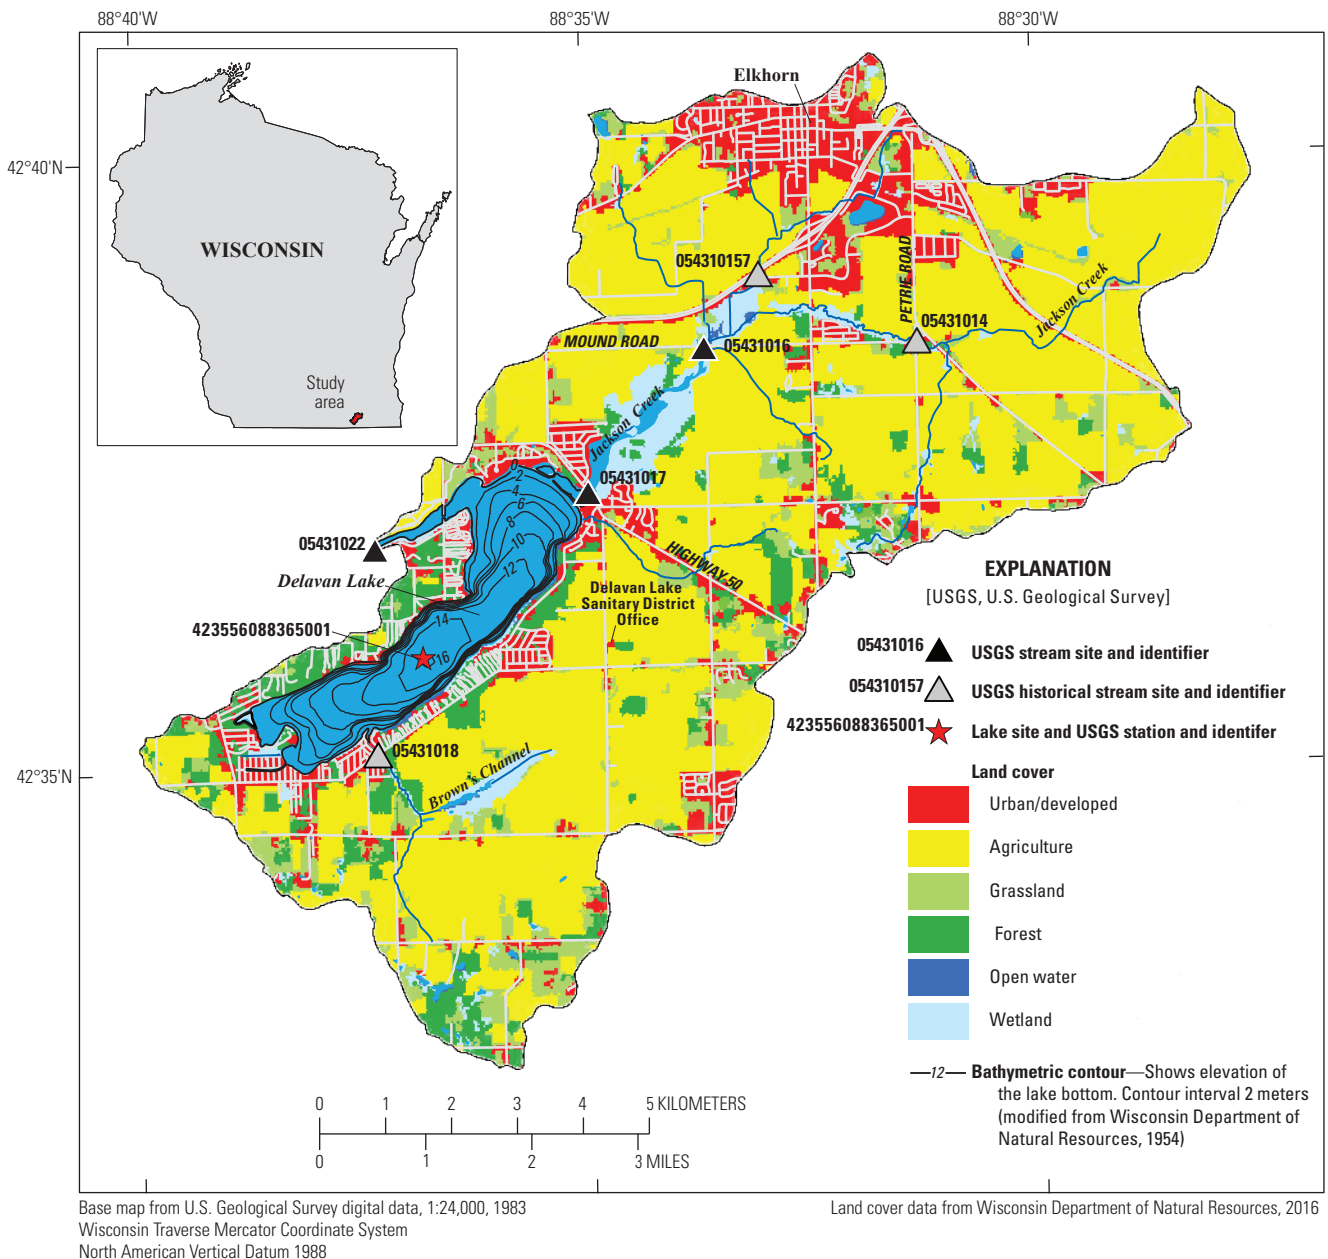 88°40'W
88°35'W
88°30'W
42°40'N
42°35'N
WISCONSIN
Study
area
Elkhorn
054310157
PETRIE ROAD
05431014
Jackson Creek
MOUND ROAD
05431016
Jackson Creek
05431017
0
2
4
6
8
10
12
14
16
05431022
Delavan Lake
HIGHWAY 50
Delavan Lake
Sanitary District
Office
423556088365001
05431018
Brown's Channel
EXPLANATION
[USGS, U.S. Geological Survey]
05431016 USGS stream site and identifier
054310157 USGS historical stream site and identifier
423556088365001 Lake site and USGS station and identifer
Land cover
Urban/developed
Agriculture
Grassland
Forest
Open water
Wetland
12 Bathymetric contour—Shows elevation of
the lake bottom. Contour interval 2 meters
(modified from Wisconsin Department of
Natural Resources, 1954)
0 1 2 3 4 5 KILOMETERS
0 1 2 3 MILES
Base map from U.S. Geological Survey digital data, 1:24,000, 1983
Wisconsin Traverse Mercator Coordinate System
North American Vertical Datum 1988
Land cover data from Wisconsin Department of Natural Resources, 2016